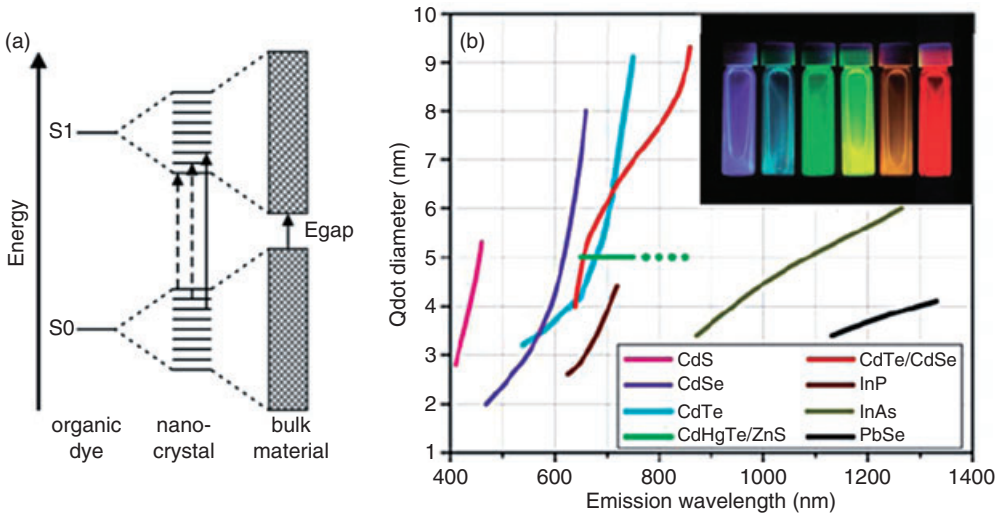 (a)
Energy
S1
S0
Egap
organic
dye
nano-
crystal
bulk
material
(b)
Qdot diameter (nm)
10
9
8
7
6
5
4
3
2
1
400
600
800
1000
1200
1400
Emission wavelength (nm)
CdS
CdSe
CdTe
CdHgTe/ZnS
CdTe/CdSe
InP
InAs
PbSe